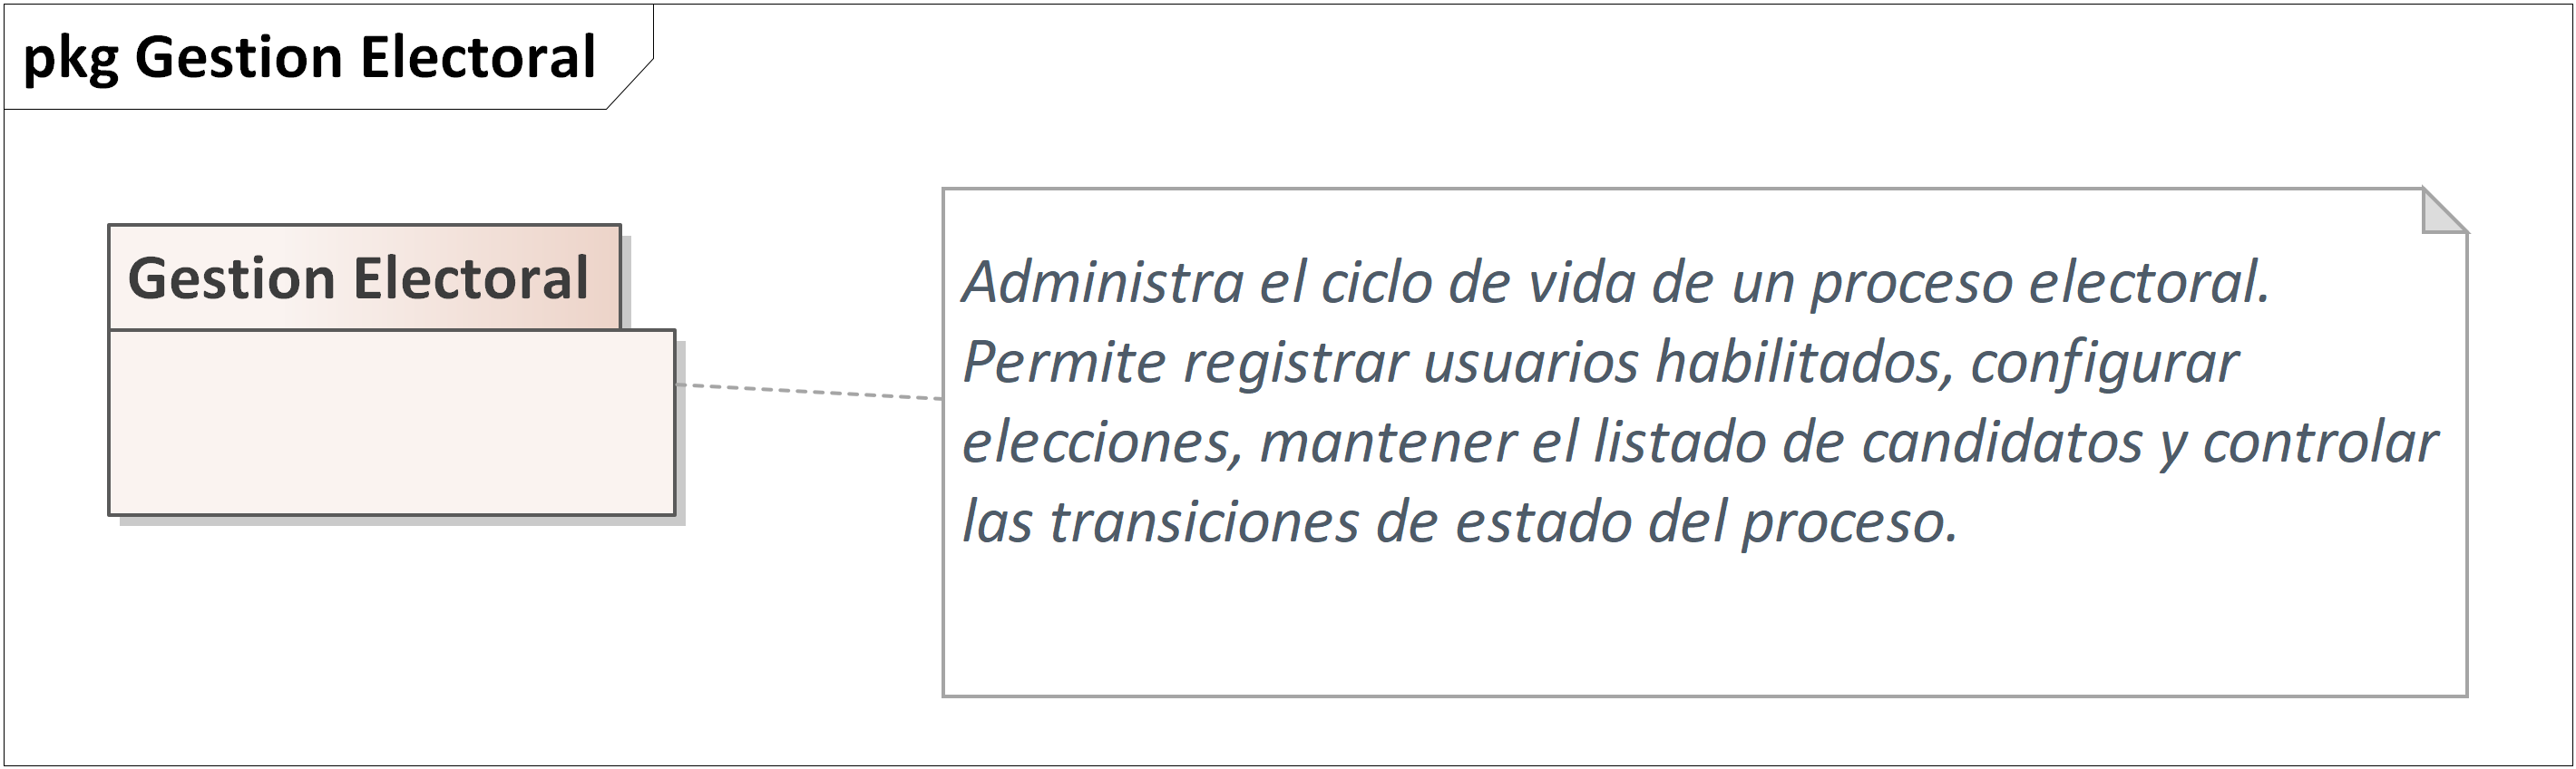 pkg Gestion Electoral
Gestion Electoral
Administra el ciclo de vida de un proceso electoral.
Permite registrar usuarios habilitados, configurar
elecciones, mantener el listado de candidatos y controlar
las transiciones de estado del proceso.